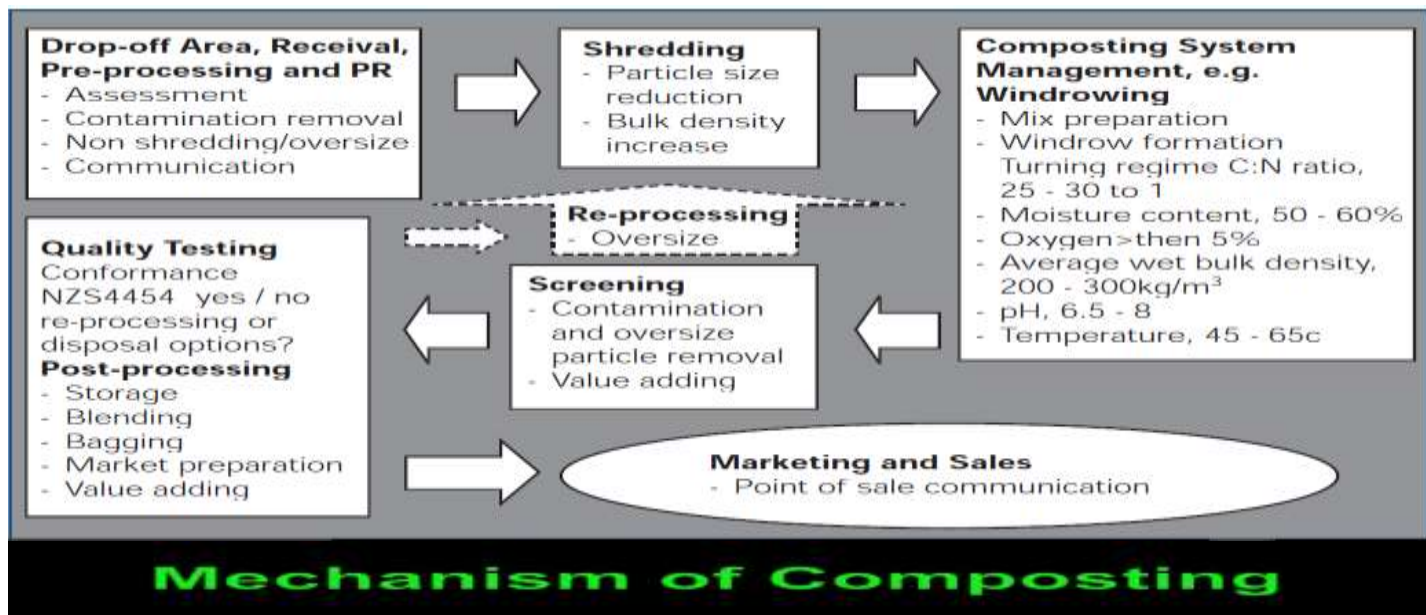 Drop-off Area, Receival,
Pre-processing and PR
- Assessment
- Contamination removal
- Non shredding/oversize
- Communication
Shredding
- Particle size
reduction
- Bulk density
increase
Composting System
Management, e.g.
Windrowing
- Mix preparation
- Windrow formation
Turning regime C:N ratio,
25 - 30 to 1
- Moisture content, 50 - 60%
- Oxygen>then 5%
- Average wet bulk density,
200 - 300kg/m³
- pH, 6.5 - 8
- Temperature, 45 - 65c
Re-processing
- Oversize
Screening
- Contamination
and oversize
particle removal
- Value adding
Quality Testing
Conformance
NZS4454 yes / no
re-processing or
disposal options?
Post-processing
- Storage
- Blending
- Bagging
- Market preparation
- Value adding
Marketing and Sales
- Point of sale communication
Mechanism of Composting